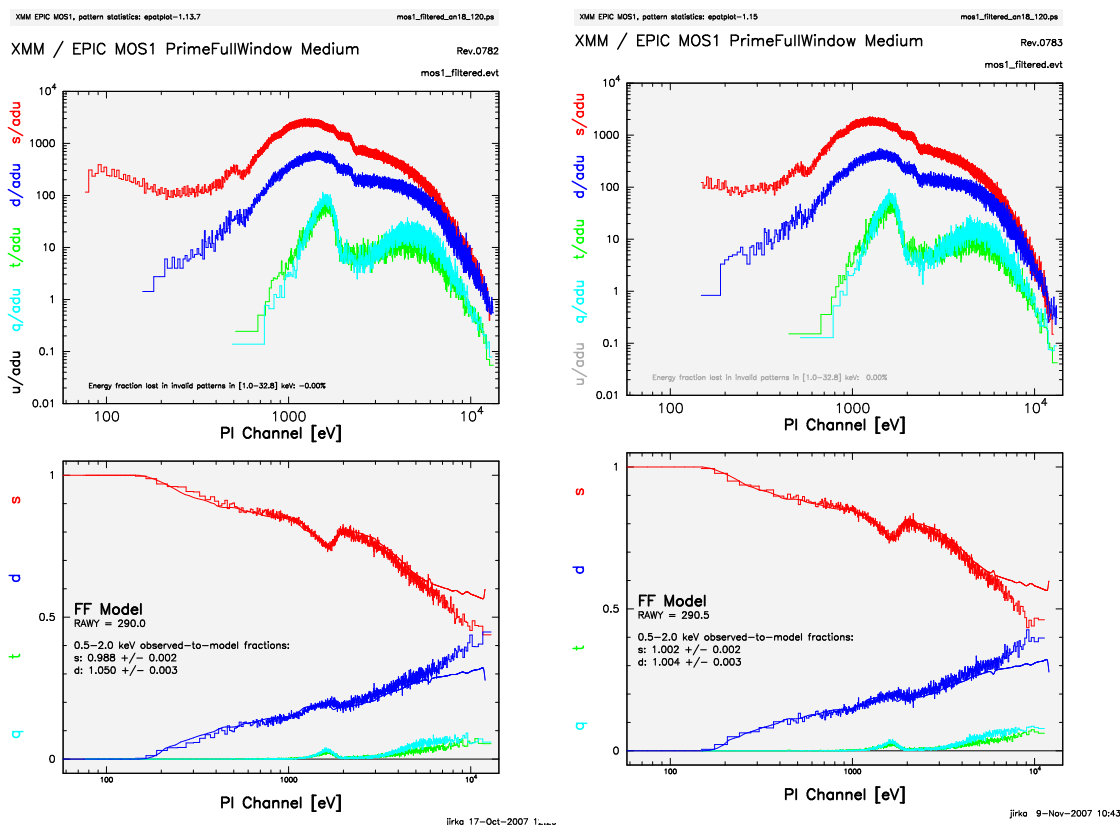 XMM EPIC MOS1, pattern statistics: epatplot-1.13.7
mos1_filtered_an18_120.ps
XMM / EPIC MOS1 PrimeFullWindow Medium
Rev.0782
mos1_filtered.evt
u/adu q/adu t/adu d/adu s/adu
10^4
1000
100
10
1
0.1
0.01
Energy fraction lost in invalid patterns in [1.0-32.8] keV: -0.00%
100 1000 10^4
PI Channel [eV]
q t d s
1
0.5
0
FF Model
RAWY = 290.0
0.5-2.0 keV observed-to-model fractions:
s: 0.988 +/- 0.002
d: 1.050 +/- 0.003
100 1000 10^4
PI Channel [eV]
jirka 17-Oct-2007
XMM EPIC MOS1, pattern statistics: epatplot-1.15
mos1_filtered_an18_120.ps
XMM / EPIC MOS1 PrimeFullWindow Medium
Rev.0783
mos1_filtered.evt
u/adu q/adu t/adu d/adu s/adu
10^4
1000
100
10
1
0.1
0.01
Energy fraction lost in invalid patterns in [1.0-32.8] keV: 0.00%
100 1000 10^4
PI Channel [eV]
q t d s
1
0.5
0
FF Model
RAWY = 290.5
0.5-2.0 keV observed-to-model fractions:
s: 1.002 +/- 0.002
d: 1.004 +/- 0.003
100 1000 10^4
PI Channel [eV]
jirka 9-Nov-2007 10:43